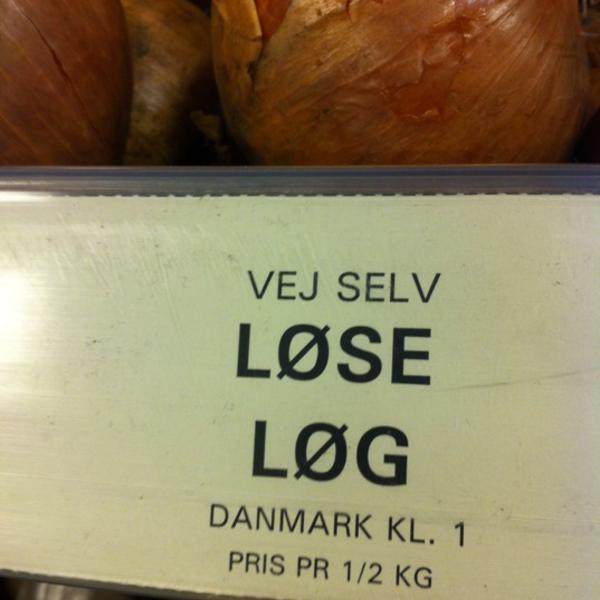 VEJ SELV
LØSE
LØG
DANMARK KL. 1
PRIS PR 1/2 KG